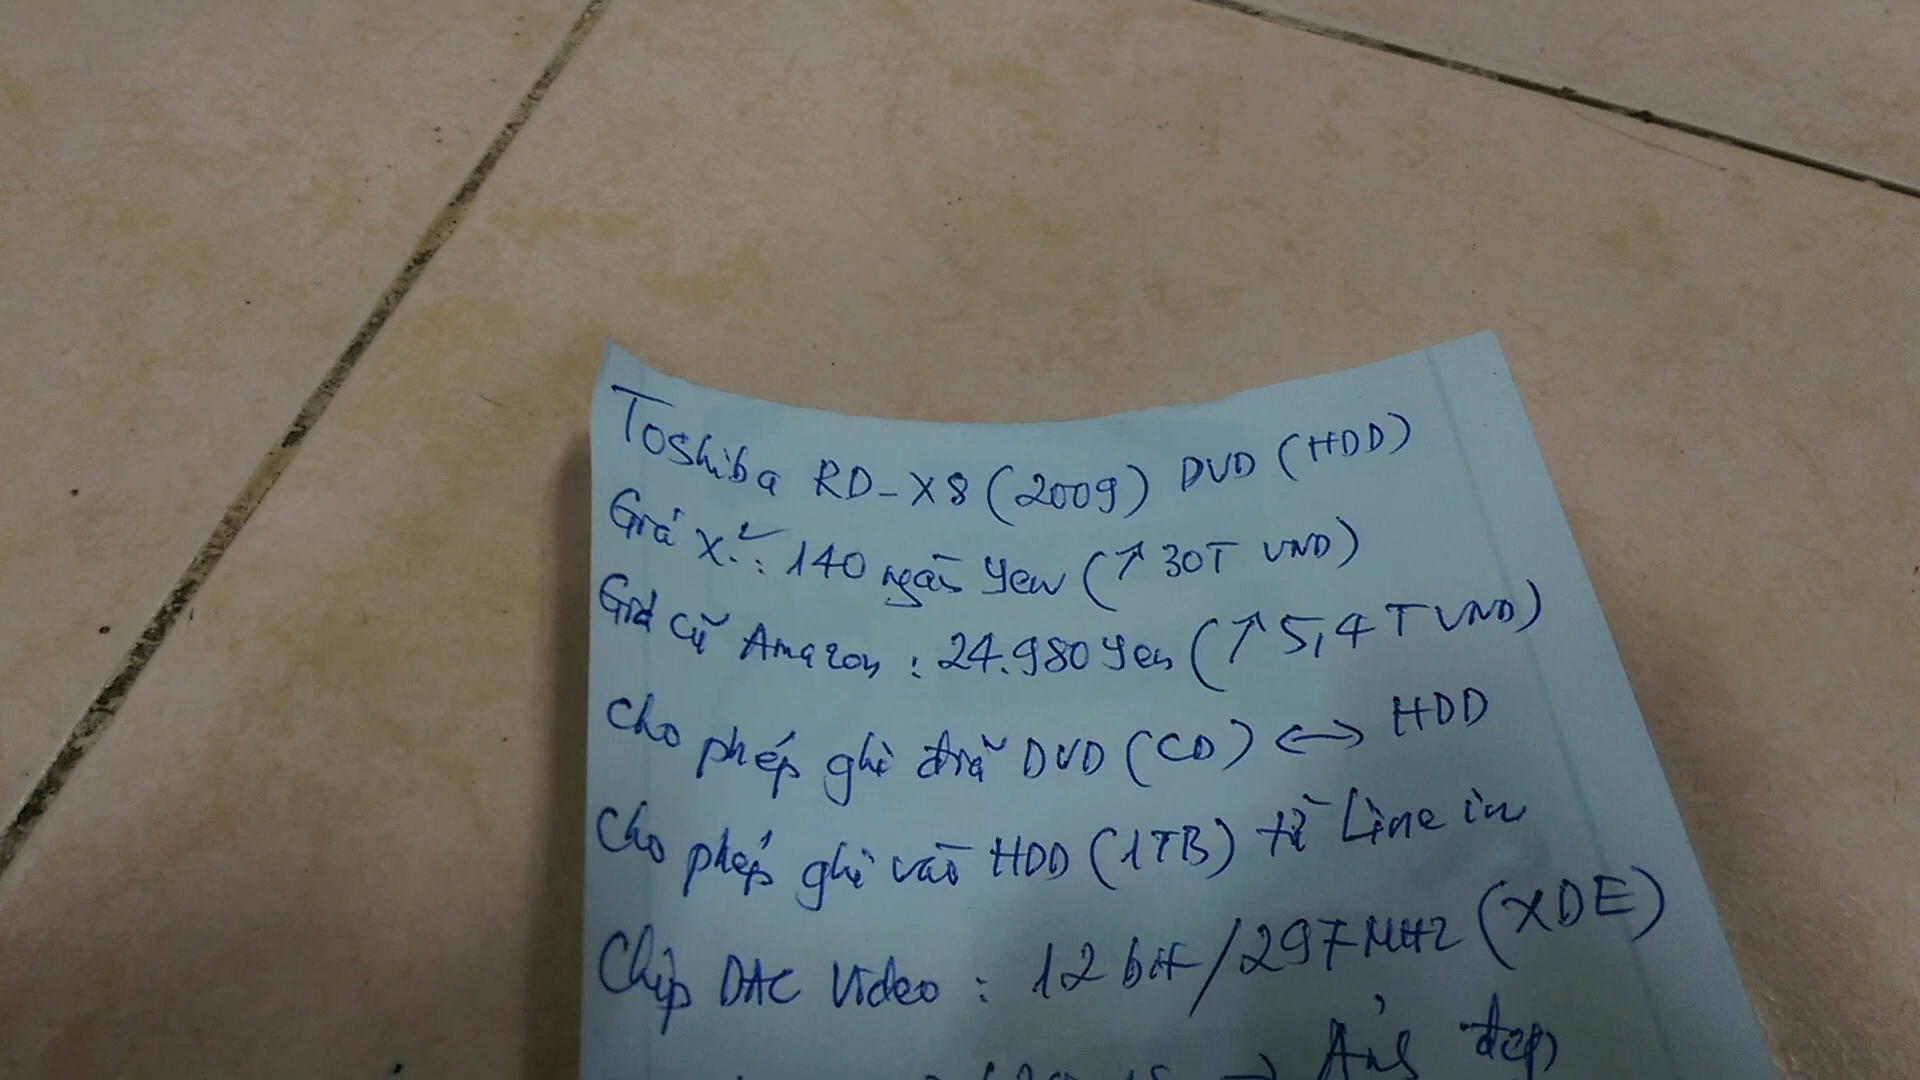 Toshiba RD-X8 (2009) DVD (HDD)
Giá x²: 140 ngàn Yen (↑ 30T VND)
Giá cũ Amazon: 24.980 Yen (↑ 5,4 T VND)
Cho phép ghi đĩa DVD (CD) ↔ HDD
Cho phép ghi vào HDD (1TB) từ Line in
Chip DAC Video: 12 bit/297 MHz (XDE)
→ Ảnh đẹp